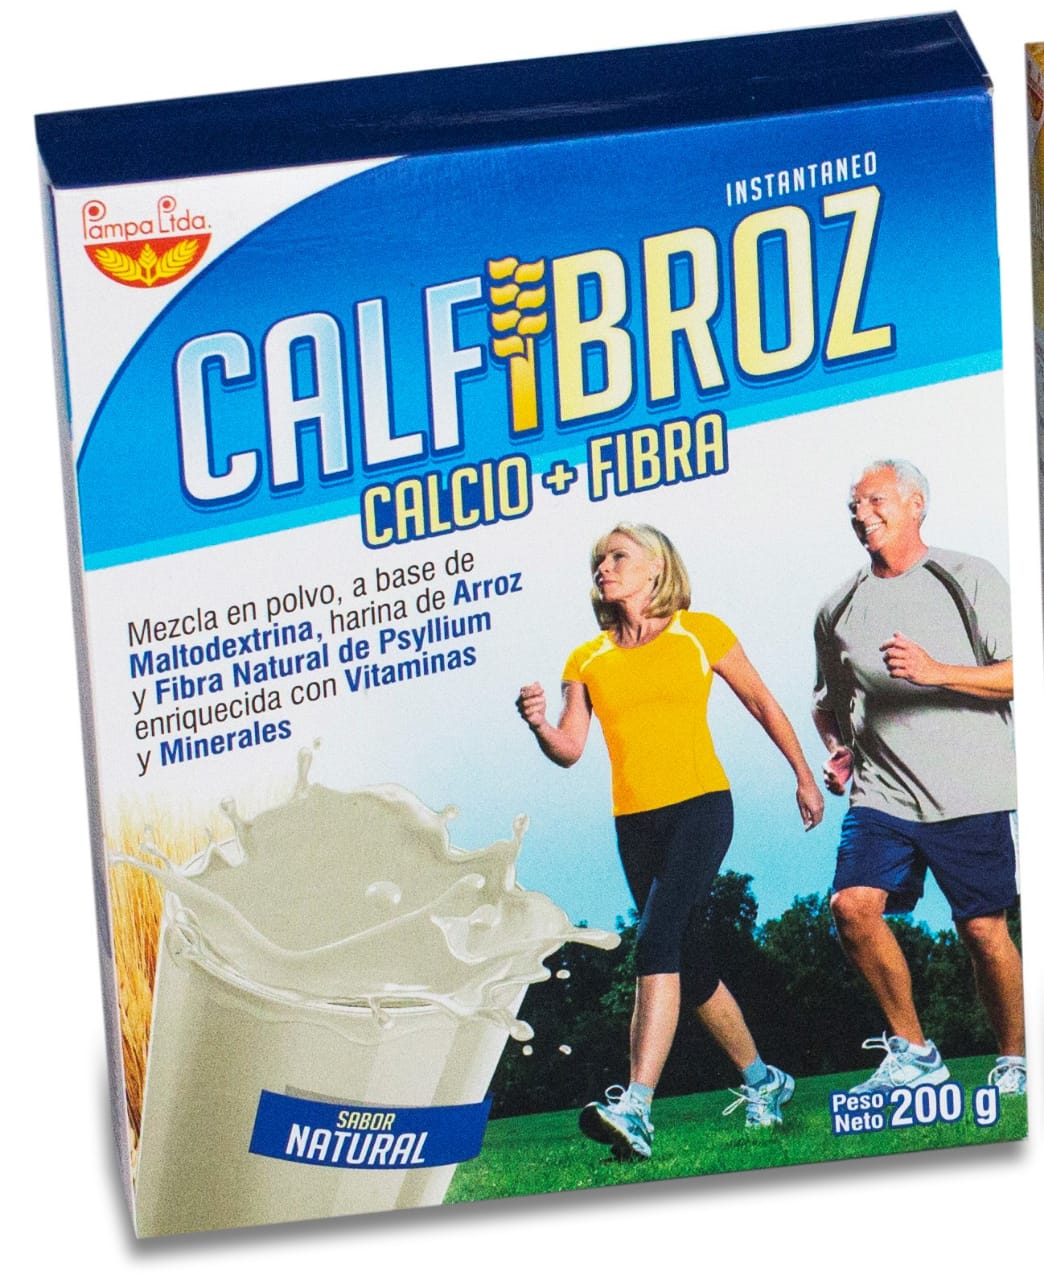 Pampa Ltda.
INSTANTANEO
CALFIBROZ
CALCIO + FIBRA
Mezcla en polvo, a base de
Maltodextrina, harina de Arroz
y Fibra Natural de Psyllium
enriquecida con Vitaminas
y Minerales
SABOR
NATURAL
Peso
Neto 200 g